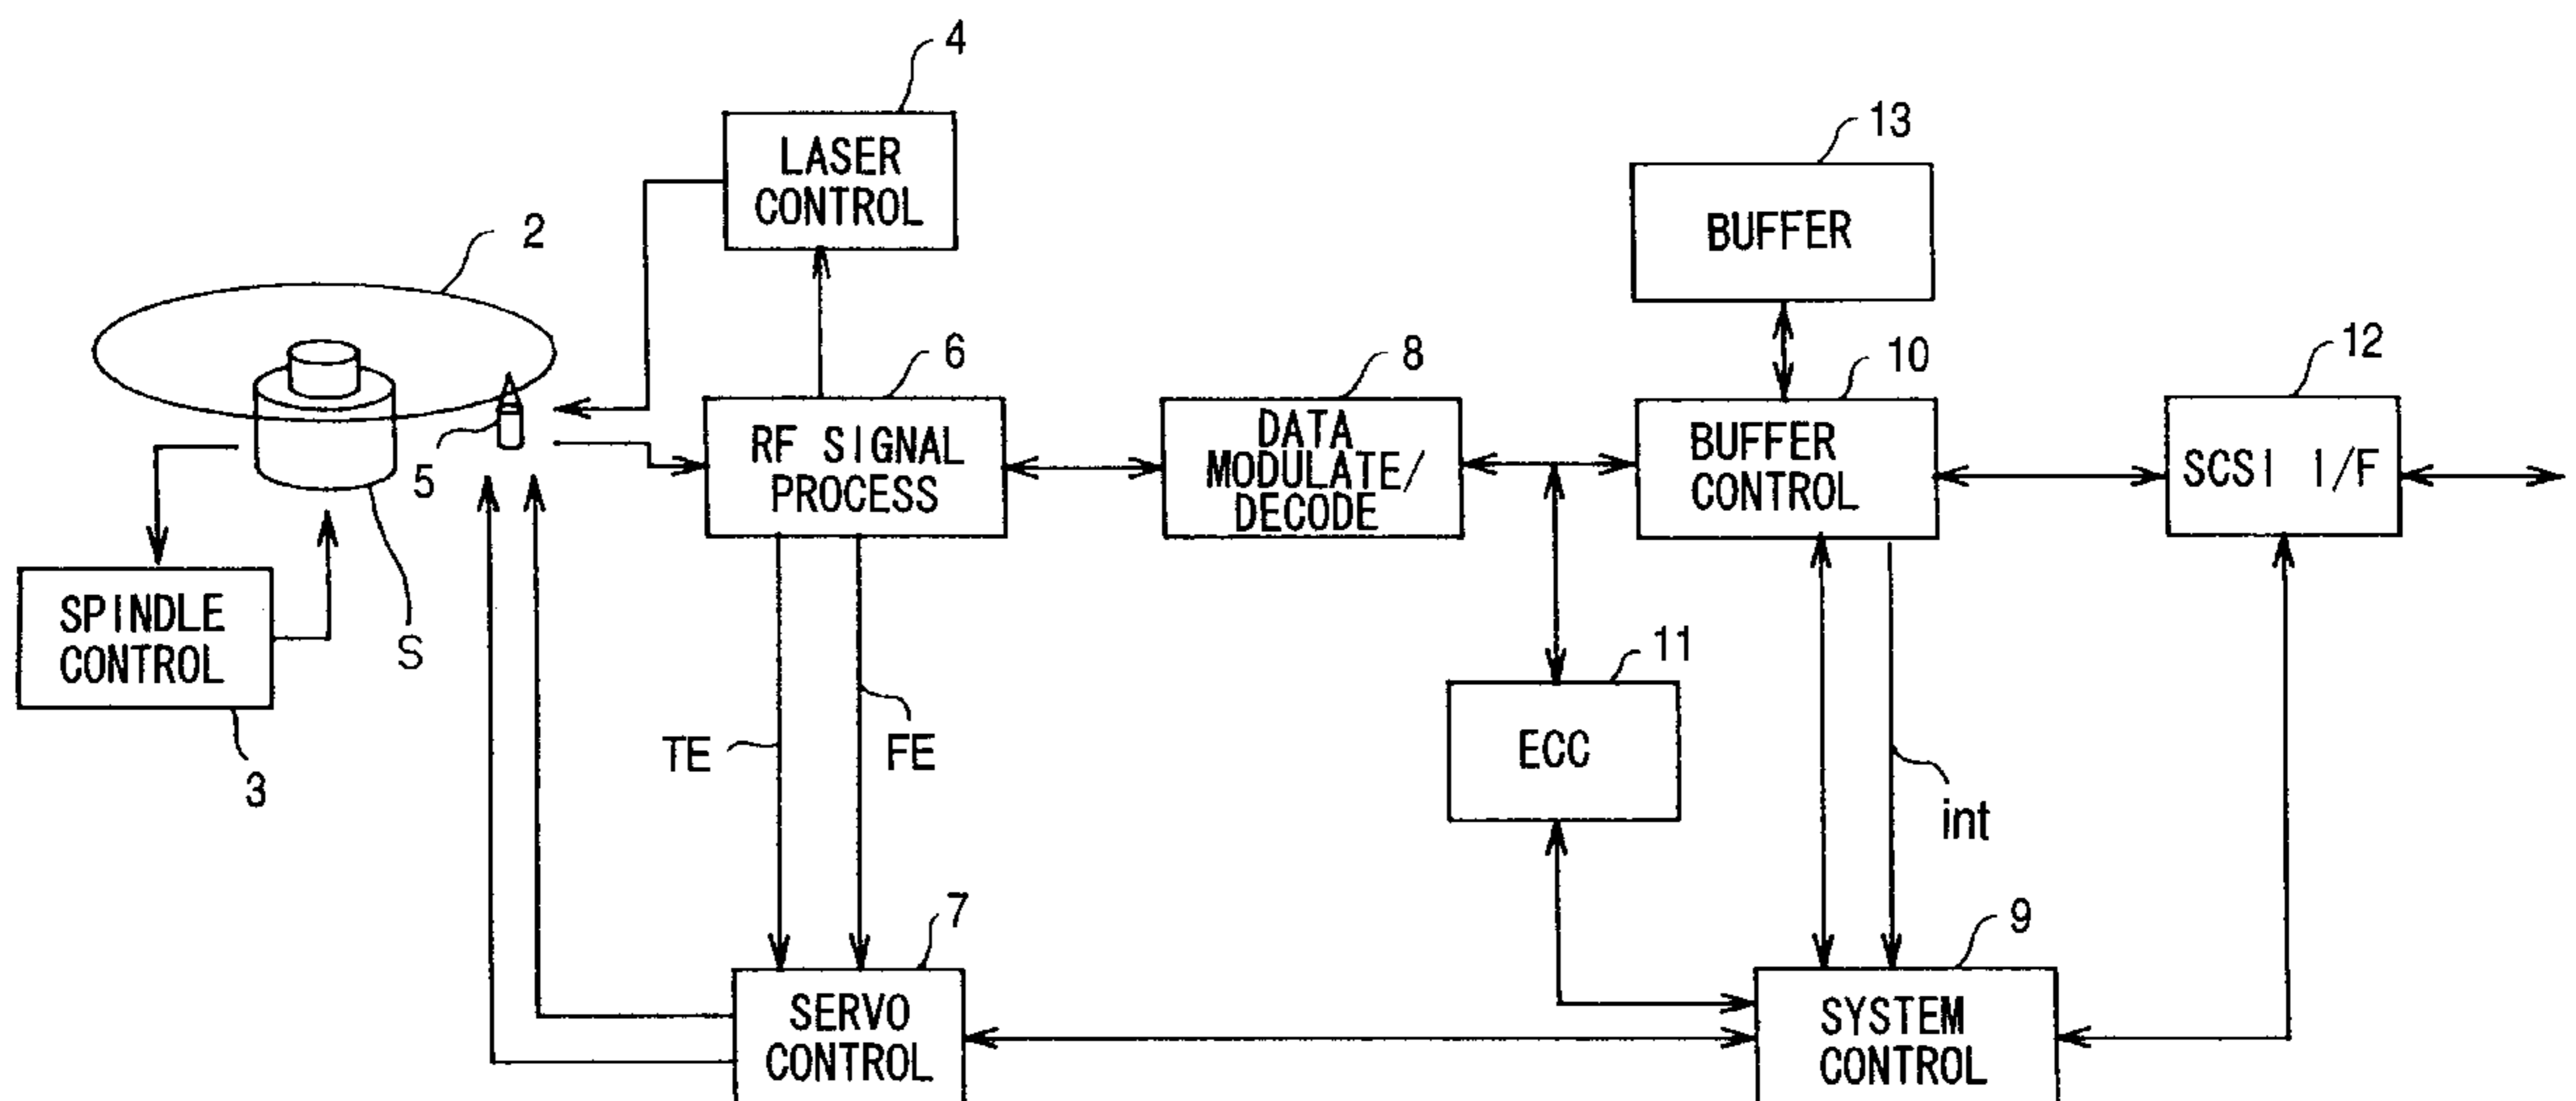 4
LASER
CONTROL
13
BUFFER
2
6
RF SIGNAL
PROCESS
8
DATA
MODULATE/
DECODE
10
BUFFER
CONTROL
12
SCSI I/F
5
S
SPINDLE
CONTROL
3
TE
FE
11
ECC
int
7
SERVO
CONTROL
9
SYSTEM
CONTROL